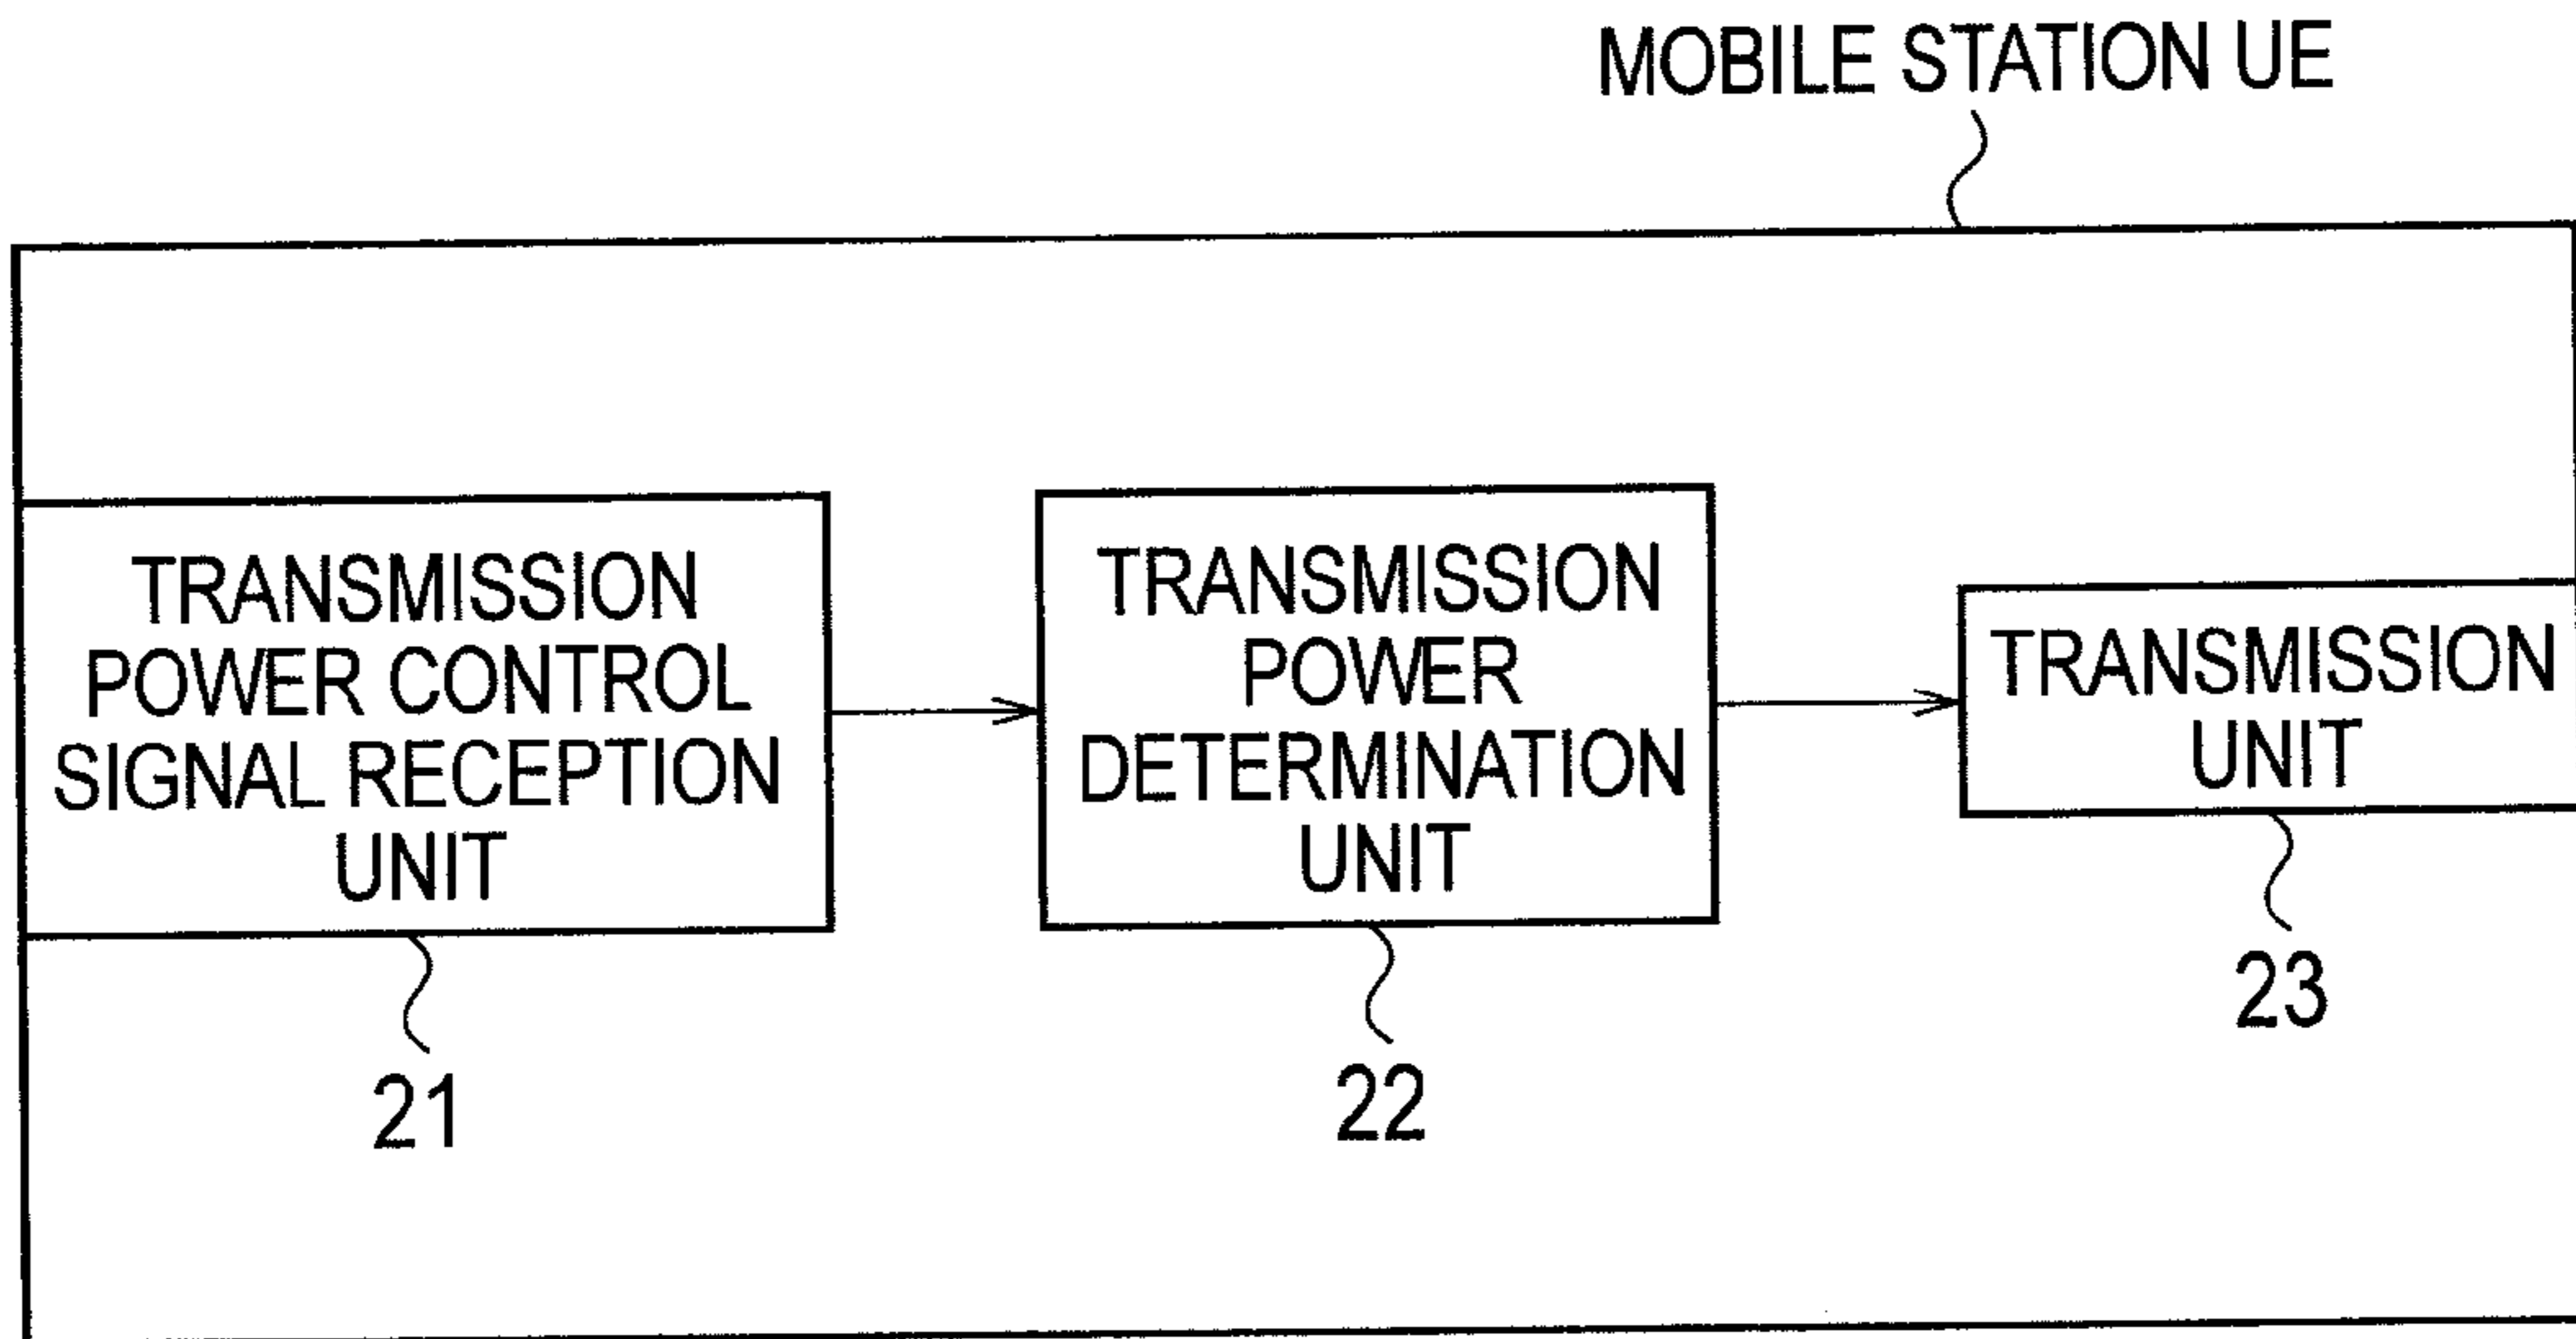 MOBILE STATION UE
TRANSMISSION
POWER CONTROL
SIGNAL RECEPTION
UNIT
21
TRANSMISSION
POWER
DETERMINATION
UNIT
22
TRANSMISSION
UNIT
23